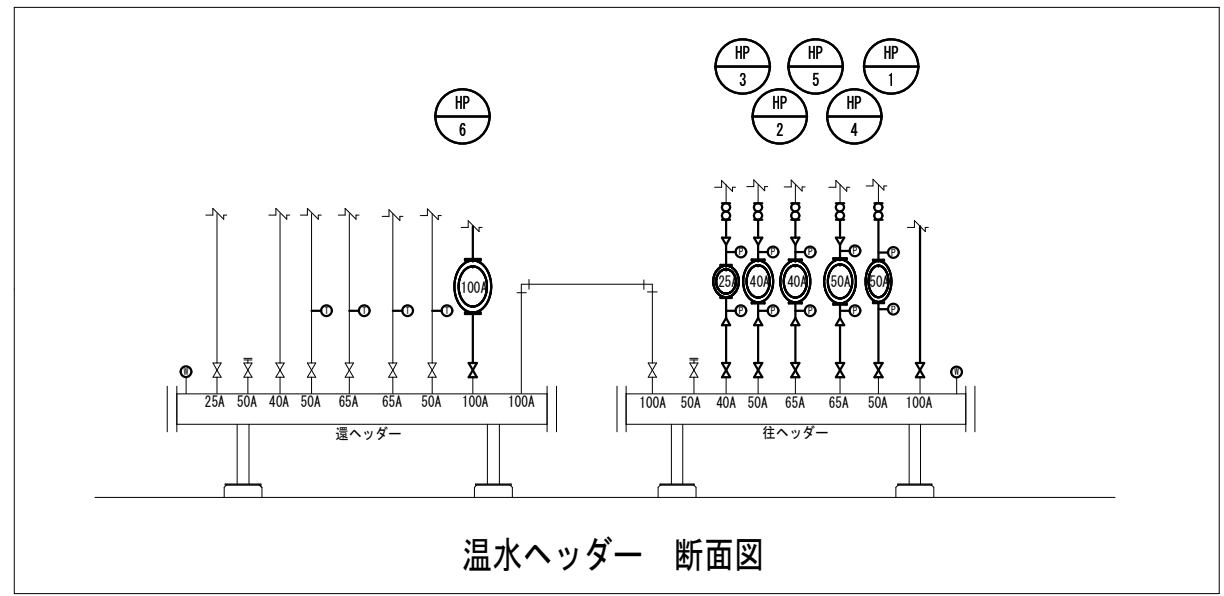 HP 3
HP 5
HP 1
HP 6
HP 2
HP 4
P P P P P
100A 25A 40A 40A 50A 50A
T T T T P P P P P
W W
25A 50A 40A 50A 65A 65A 50A 100A 100A 100A 50A 40A 50A 65A 65A 50A 100A
還ヘッダー 往ヘッダー
温水ヘッダー 断面図